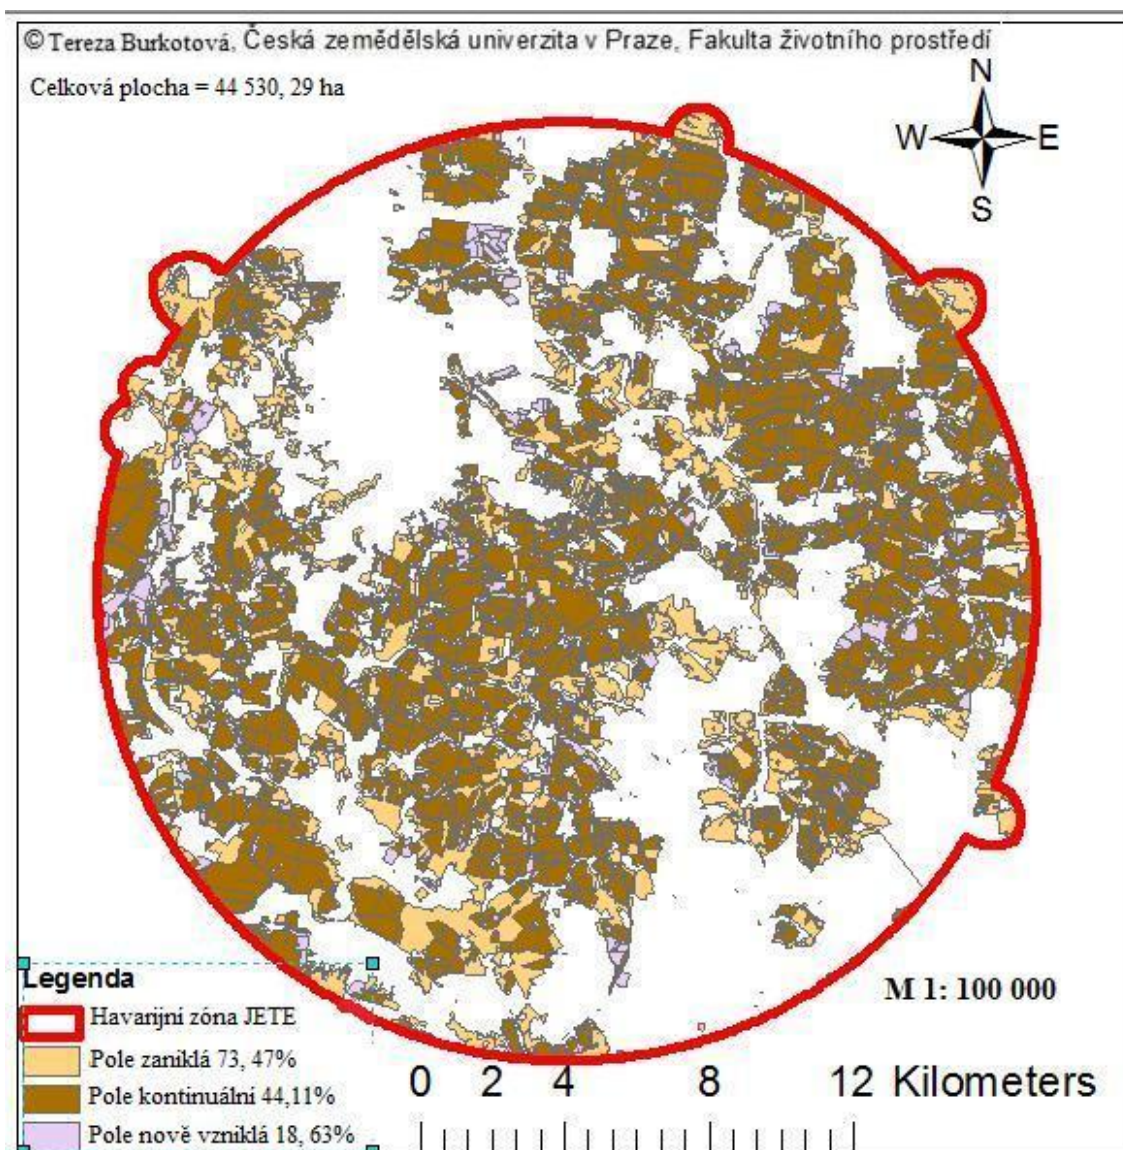 © Tereza Burkotová, Česká zemědělská univerzita v Praze, Fakulta životního prostředí
Celková plocha = 44 530, 29 ha
N
W E
S
M 1: 100 000
Legenda
Havarijní zóna JETE
Pole zaniklá 73, 47%
Pole kontinuální 44,11%
Pole nově vzniklá 18, 63%
0 2 4 8 12 Kilometers